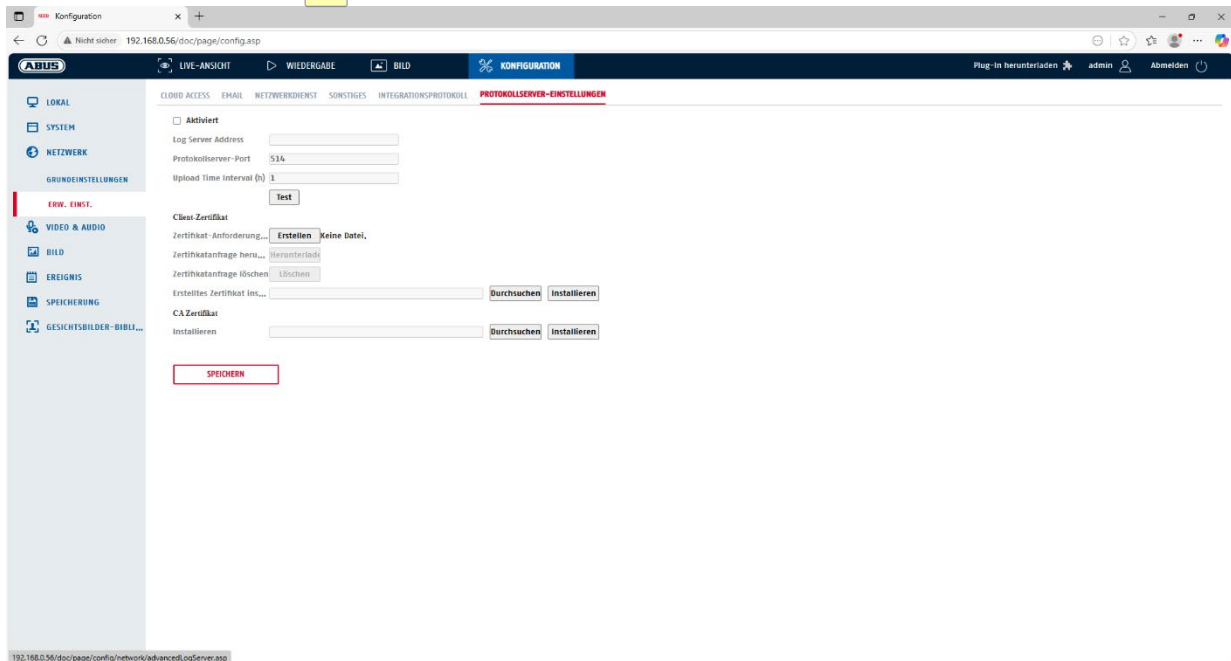 Konfiguration
Nicht sicher 192.168.0.56/doc/page/config.asp
ABUS LIVE-ANSICHT WIEDERGABE BILD KONFIGURATION Plug-In herunterladen admin Abmelden
CLOUD ACCESS EMAIL NETZWERKDIENST SONSTIGES INTEGRATIONSPROTOKOLL PROTOKOLLSERVER-EINSTELLUNGEN
LOKAL
SYSTEM
NETZWERK
GRUNDEINSTELLUNGEN
ERW. EINST.
VIDEO & AUDIO
BILD
EREIGNIS
SPEICHERUNG
GESICHTSBILDER-BIBLI...
Aktiviert
Log Server Address
Protokollserver-Port 514
Upload Time Interval (h) 1
Test
Client-Zertifikat
Zertifikat-Anforderung... Erstellen Keine Datei.
Zertifikatanfrage heru... Herunterlade
Zertifikatanfrage löschen Löschen
Erstelltes Zertifikat ins... Durchsuchen Installieren
CA Zertifikat
Installieren Durchsuchen Installieren
SPEICHERN
192.168.0.56/doc/page/config/network/advancedLogServer.asp